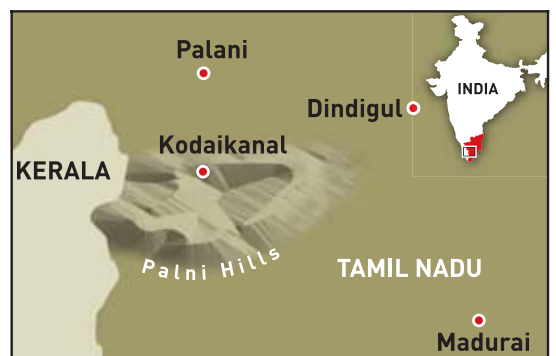 Palani
INDIA
Dindigul
Kodaikanal
KERALA
Palni Hills
TAMIL NADU
Madurai